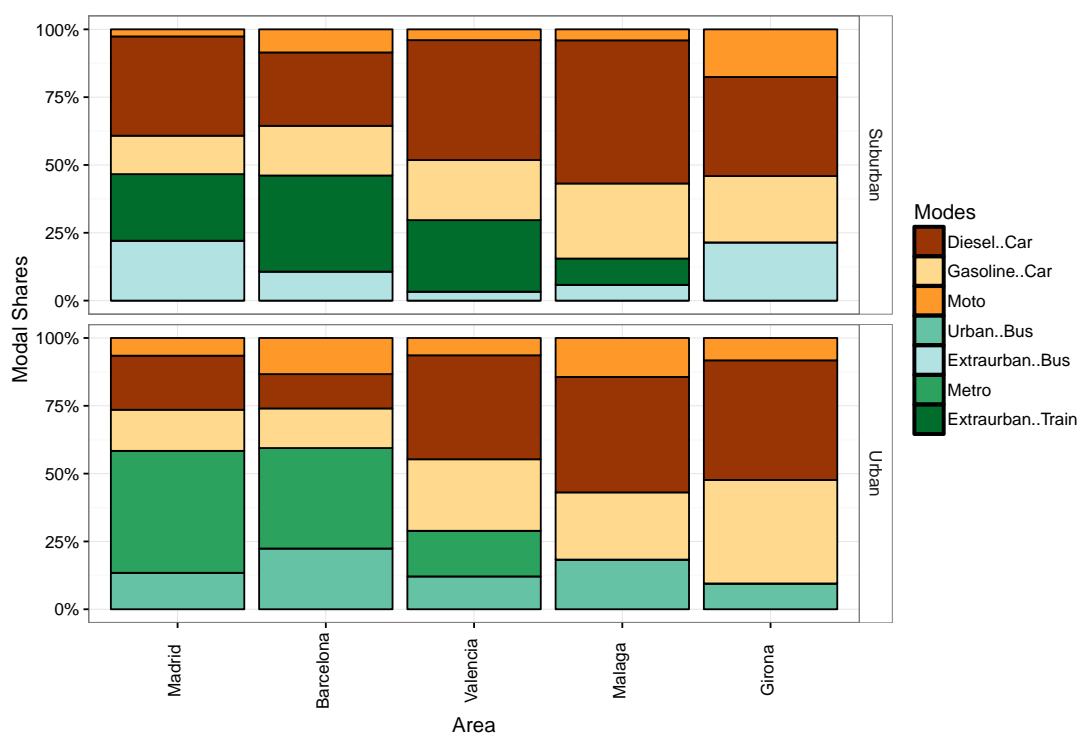 100%
75%
50%
25%
0%
Suburban
100%
75%
50%
25%
0%
Urban
Modal Shares
Madrid
Barcelona
Valencia
Malaga
Girona
Area
Modes
Diesel..Car
Gasoline..Car
Moto
Urban..Bus
Extraurban..Bus
Metro
Extraurban..Train